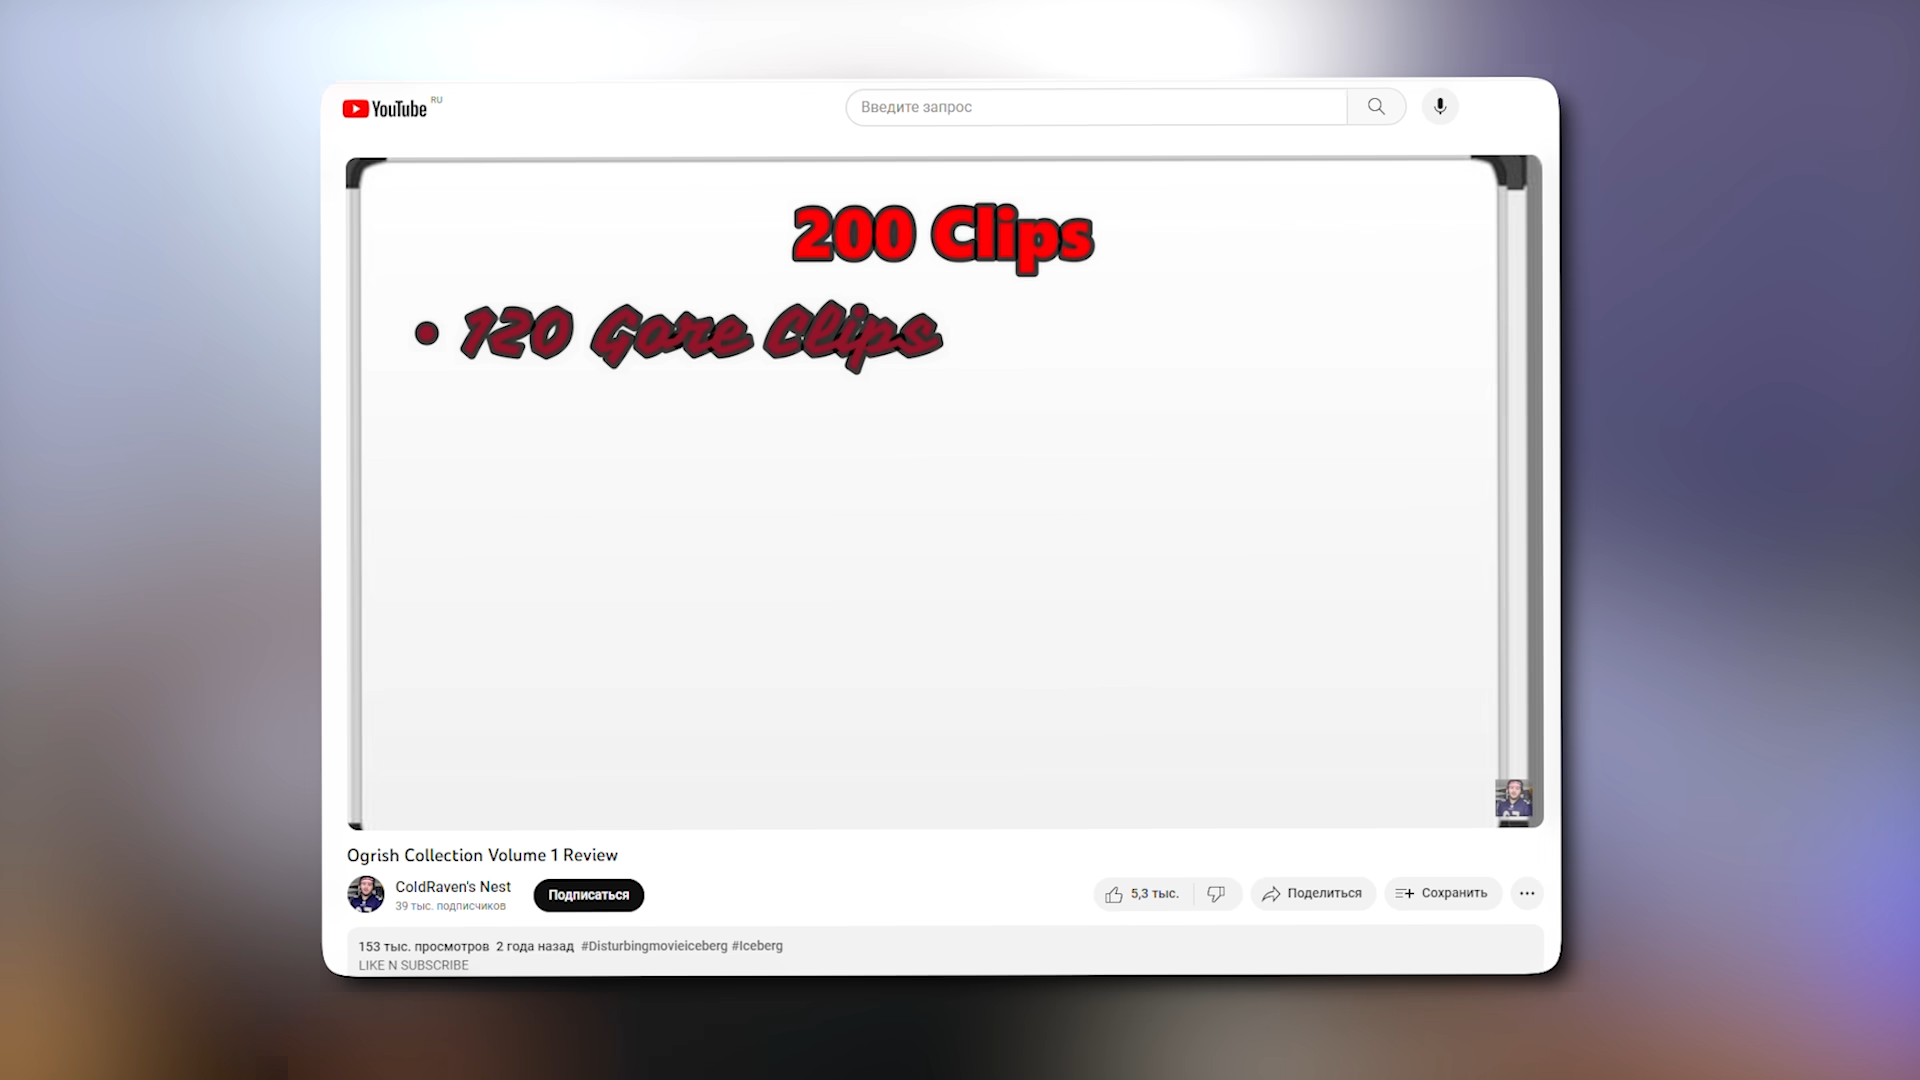 YouTube RU
Введите запрос
200 Clips
• 120 Gore Clips
Ogrish Collection Volume 1 Review
ColdRaven's Nest
39 тыс. подписчиков
Подписаться
5,3 тыс.
Поделиться
Сохранить
153 тыс. просмотров 2 года назад #Disturbingmovieiceberg #Iceberg
LIKE N SUBSCRIBE